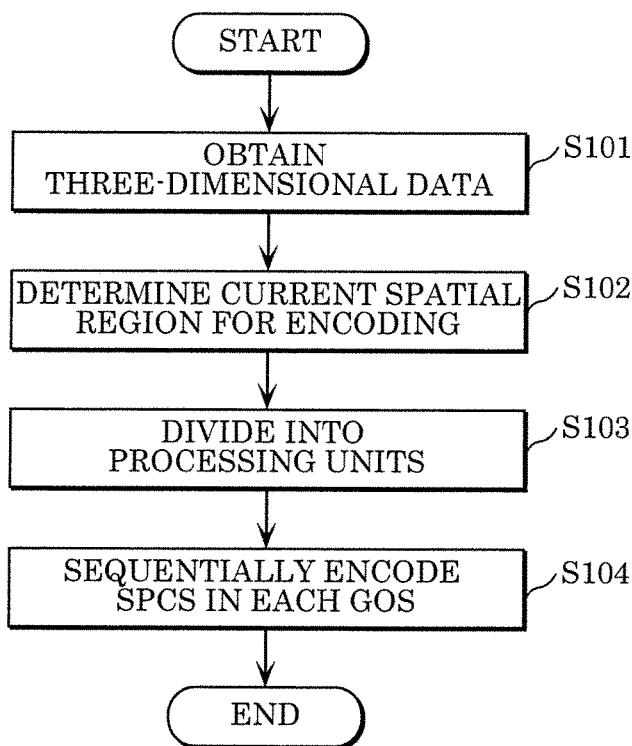 START
OBTAIN
THREE-DIMENSIONAL DATA
S101
DETERMINE CURRENT SPATIAL
REGION FOR ENCODING
S102
DIVIDE INTO
PROCESSING UNITS
S103
SEQUENTIALLY ENCODE
SPCS IN EACH GOS
S104
END